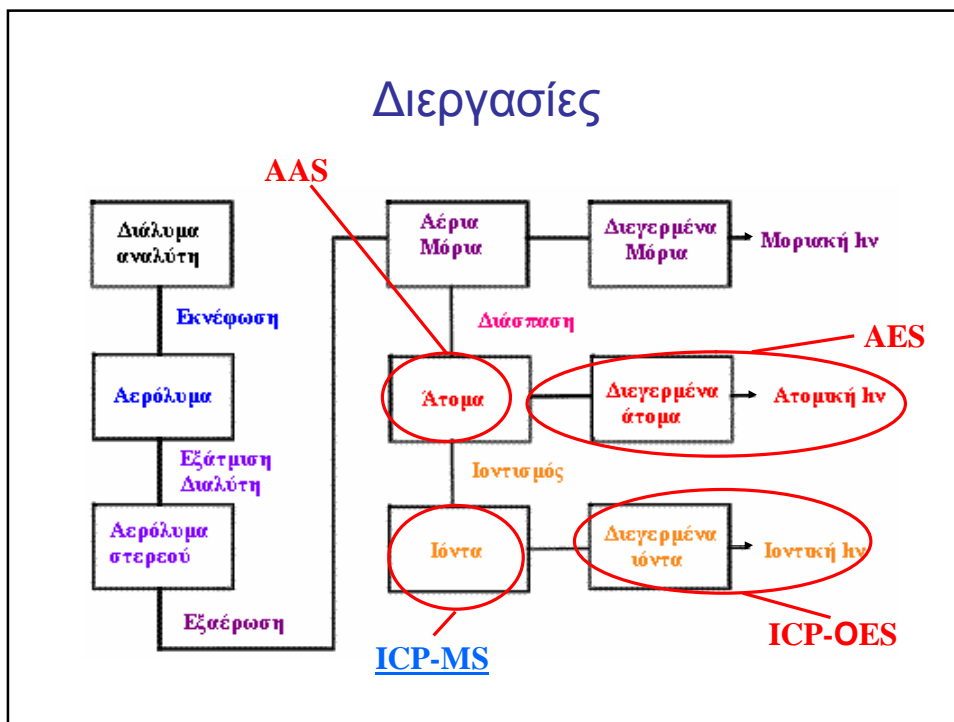 Διεργασίες
AAS
Διάλυμα
αναλύτη
Αέρια
Μόρια
Διεγερμένα
Μόρια
Μοριακή hν
Εκνέφωση
Διάσπαση
AES
Αερόλυμα
Άτομα
Διεγερμένα
άτομα
Ατομική hν
Εξάτμιση
Διαλύτη
Ιοντισμός
Αερόλυμα
στερεού
Ιόντα
Διεγερμένα
ιόντα
Ιοντική hν
Εξαέρωση
ICP-MS
ICP-OES